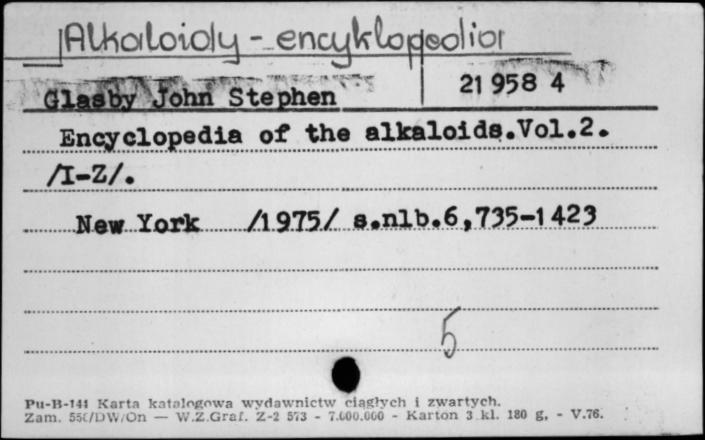 Alkaloidy - encyklopedia
Glasby John Stephen 21 958 4
Encyclopedia of the alkaloids.Vol.2.
/I-Z/.
New York /1975/ s.nlb.6,735-1423
5
Pu-B-141 Karta katalogowa wydawnictw ciągłych i zwartych.
Zam. DW/On — W.Z.Graf. Z-2 573 - 7.000.000 - Karton 3 kl. 180 g, - V.76.